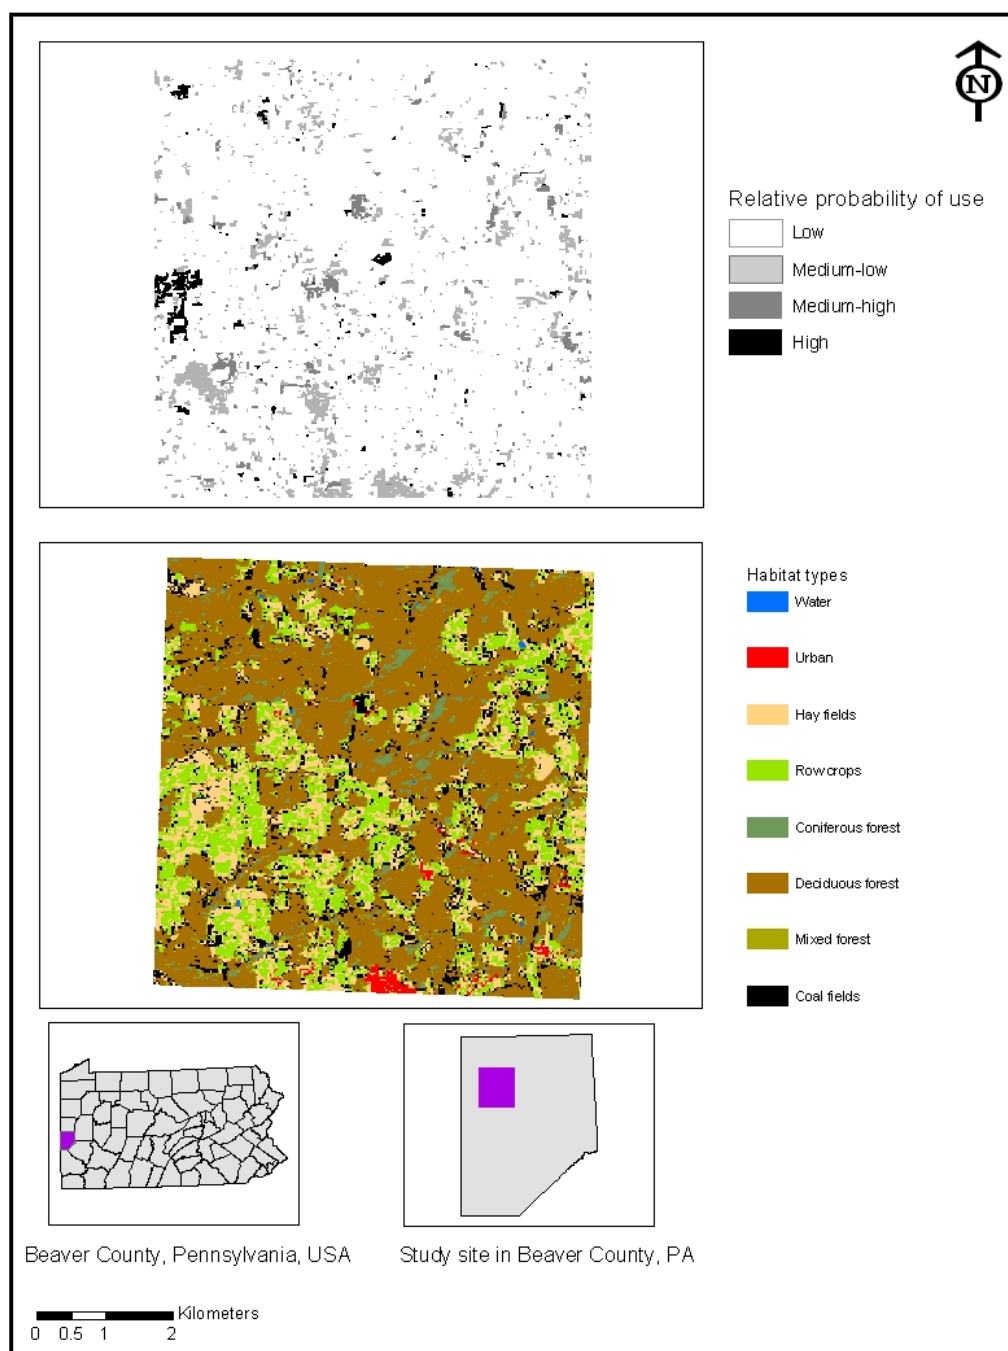 N
Relative probability of use
Low
Medium-low
Medium-high
High
Habitat types
Water
Urban
Hay fields
Rowcrops
Coniferous forest
Deciduous forest
Mixed forest
Coal fields
Beaver County, Pennsylvania, USA
Study site in Beaver County, PA
Kilometers
0 0.5 1 2